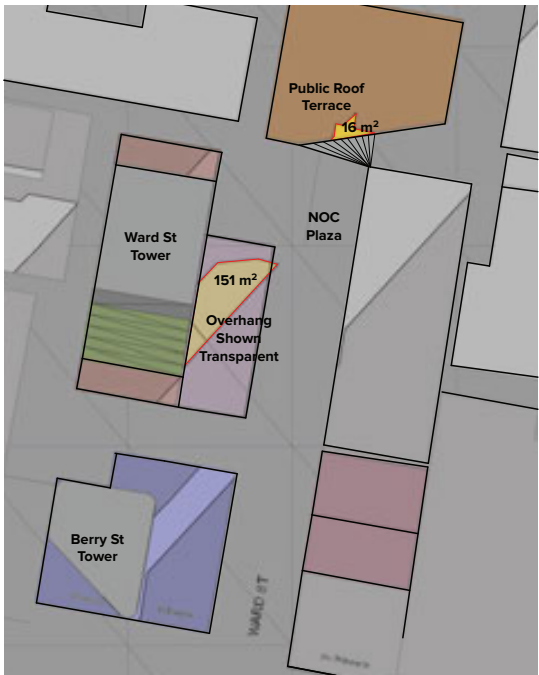 Public Roof
Terrace
16 m²
Ward St
Tower
NOC
Plaza
151 m²
Overhang
Shown
Transparent
Berry St
Tower
WARD ST